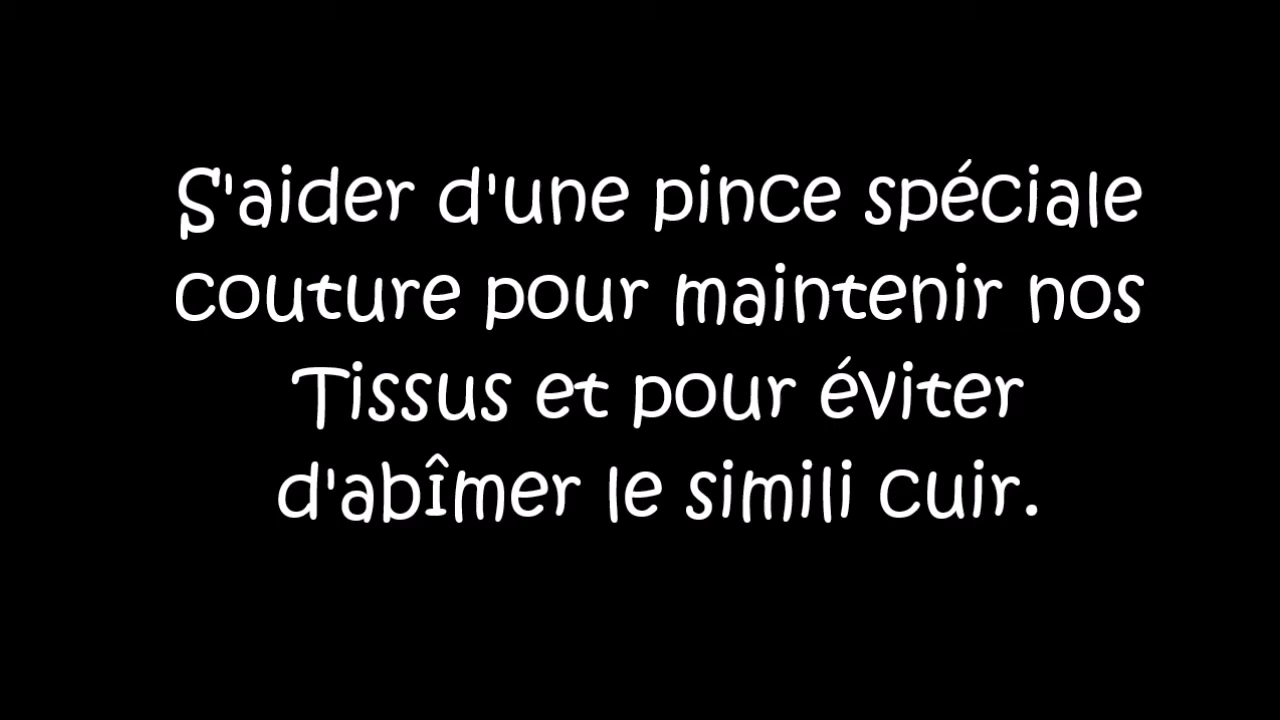 S'aider d'une pince spéciale
couture pour maintenir nos
Tissus et pour éviter
d'abîmer le simili cuir.